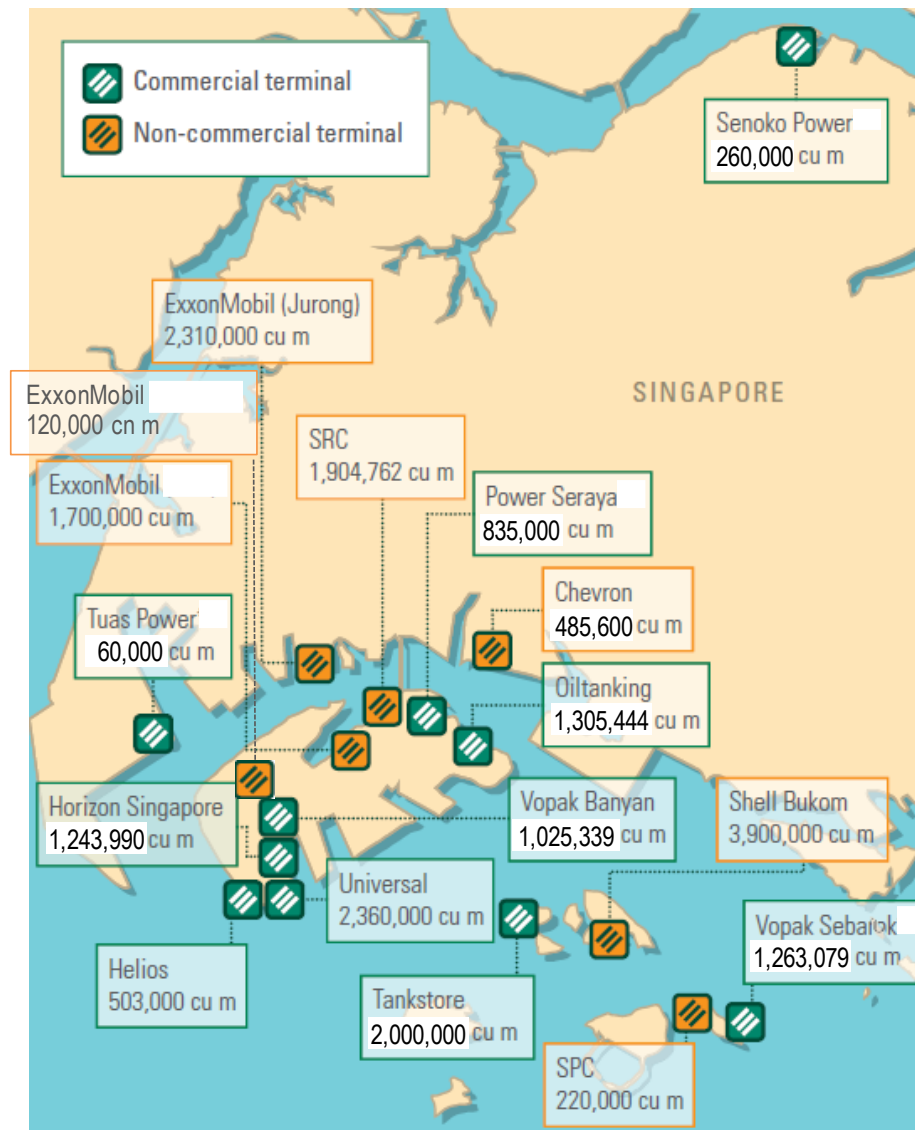 Commercial terminal
Non-commercial terminal
Senoko Power
260,000 cu m
ExxonMobil (Jurong)
2,310,000 cu m
SINGAPORE
ExxonMobil
120,000 cn m
SRC
1,904,762 cu m
ExxonMobil
1,700,000 cu m
Power Seraya
835,000 cu m
Chevron
485,600 cu m
Tuas Power
60,000 cu m
Oiltanking
1,305,444 cu m
Horizon Singapore
1,243,990 cu m
Vopak Banyan
1,025,339 cu m
Shell Bukom
3,900,000 cu m
Universal
2,360,000 cu m
Vopak Sebarok
1,263,079 cu m
Helios
503,000 cu m
Tankstore
2,000,000 cu m
SPC
220,000 cu m